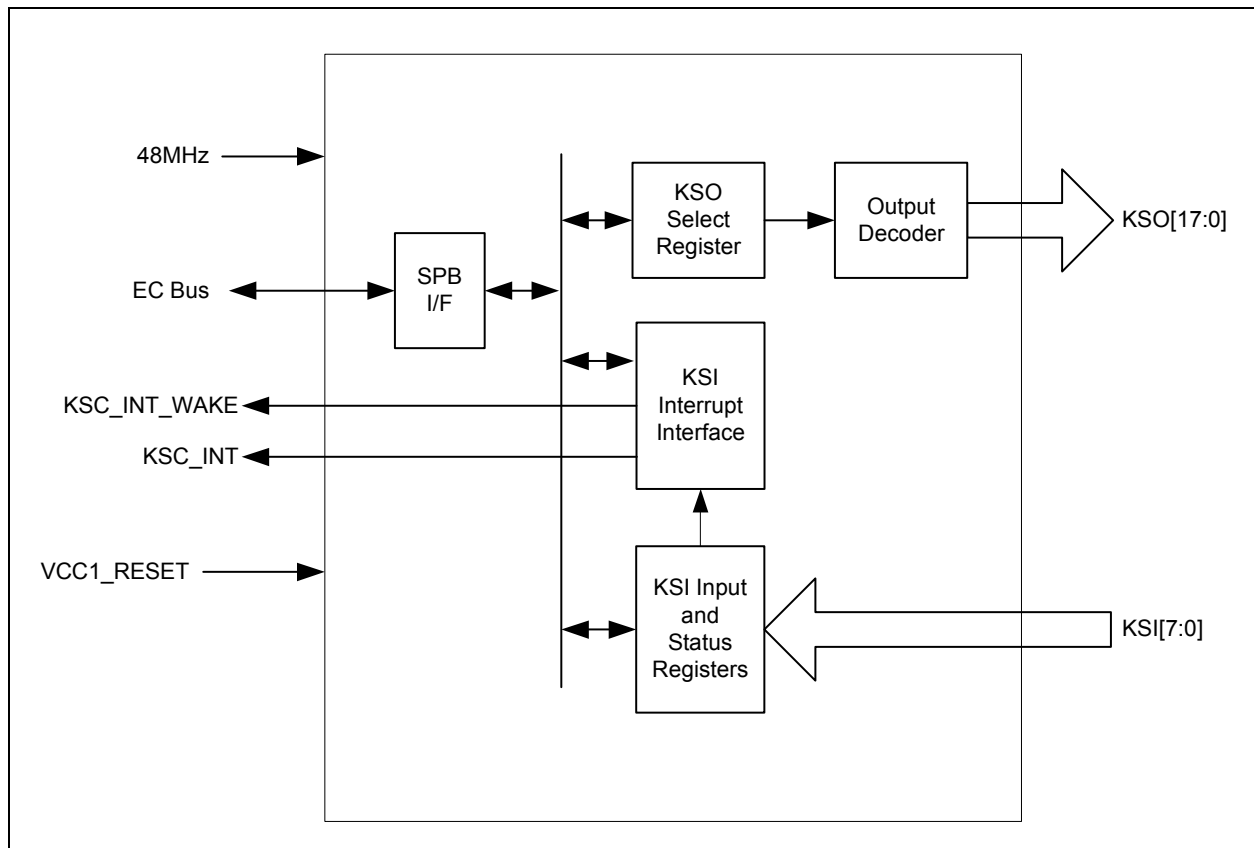 48MHz
KSO
Select
Register
Output
Decoder
KSO[17:0]
EC Bus
SPB
I/F
KSI
Interrupt
Interface
KSC_INT_WAKE
KSC_INT
VCC1_RESET
KSI Input
and
Status
Registers
KSI[7:0]